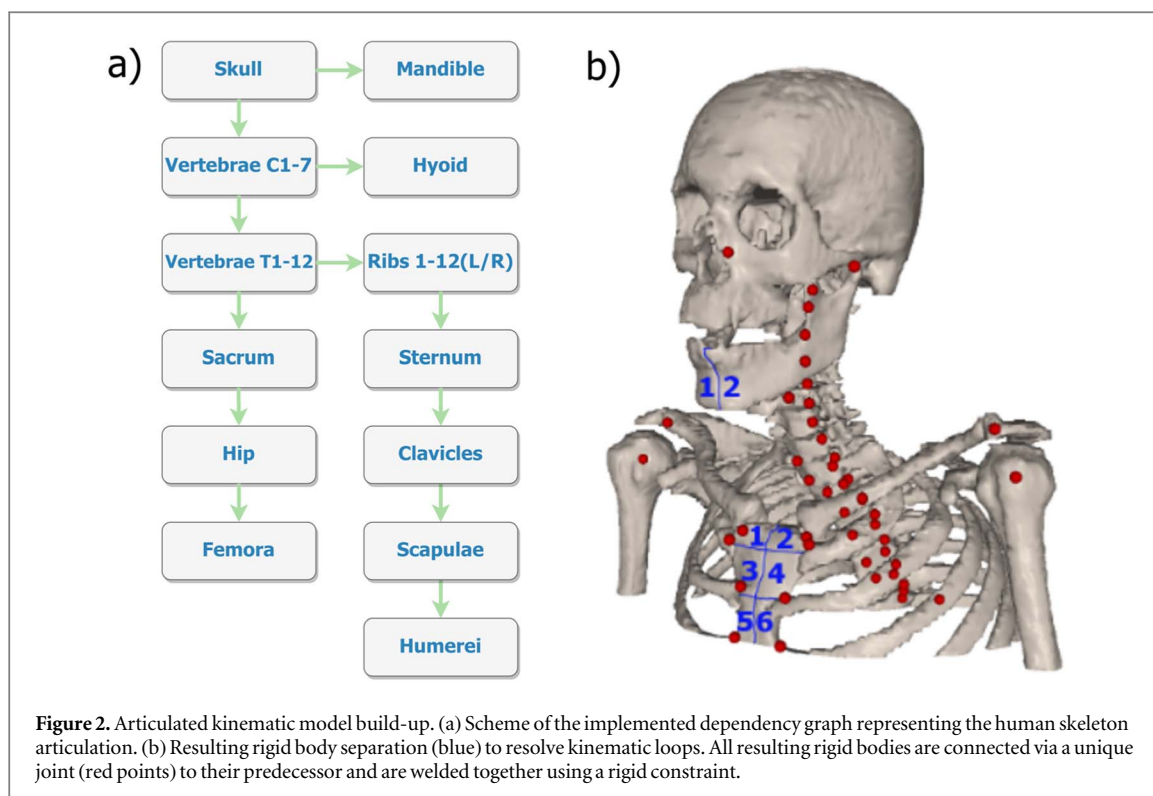 a)
Skull
Mandible
Vertebrae C1-7
Hyoid
Vertebrae T1-12
Ribs 1-12(L/R)
Sacrum
Sternum
Hip
Clavicles
Femora
Scapulae
Humerei
b)
1 2
1 2
3 4
5 6
Figure 2. Articulated kinematic model build-up. (a) Scheme of the implemented dependency graph representing the human skeleton
articulation. (b) Resulting rigid body separation (blue) to resolve kinematic loops. All resulting rigid bodies are connected via a unique
joint (red points) to their predecessor and are welded together using a rigid constraint.